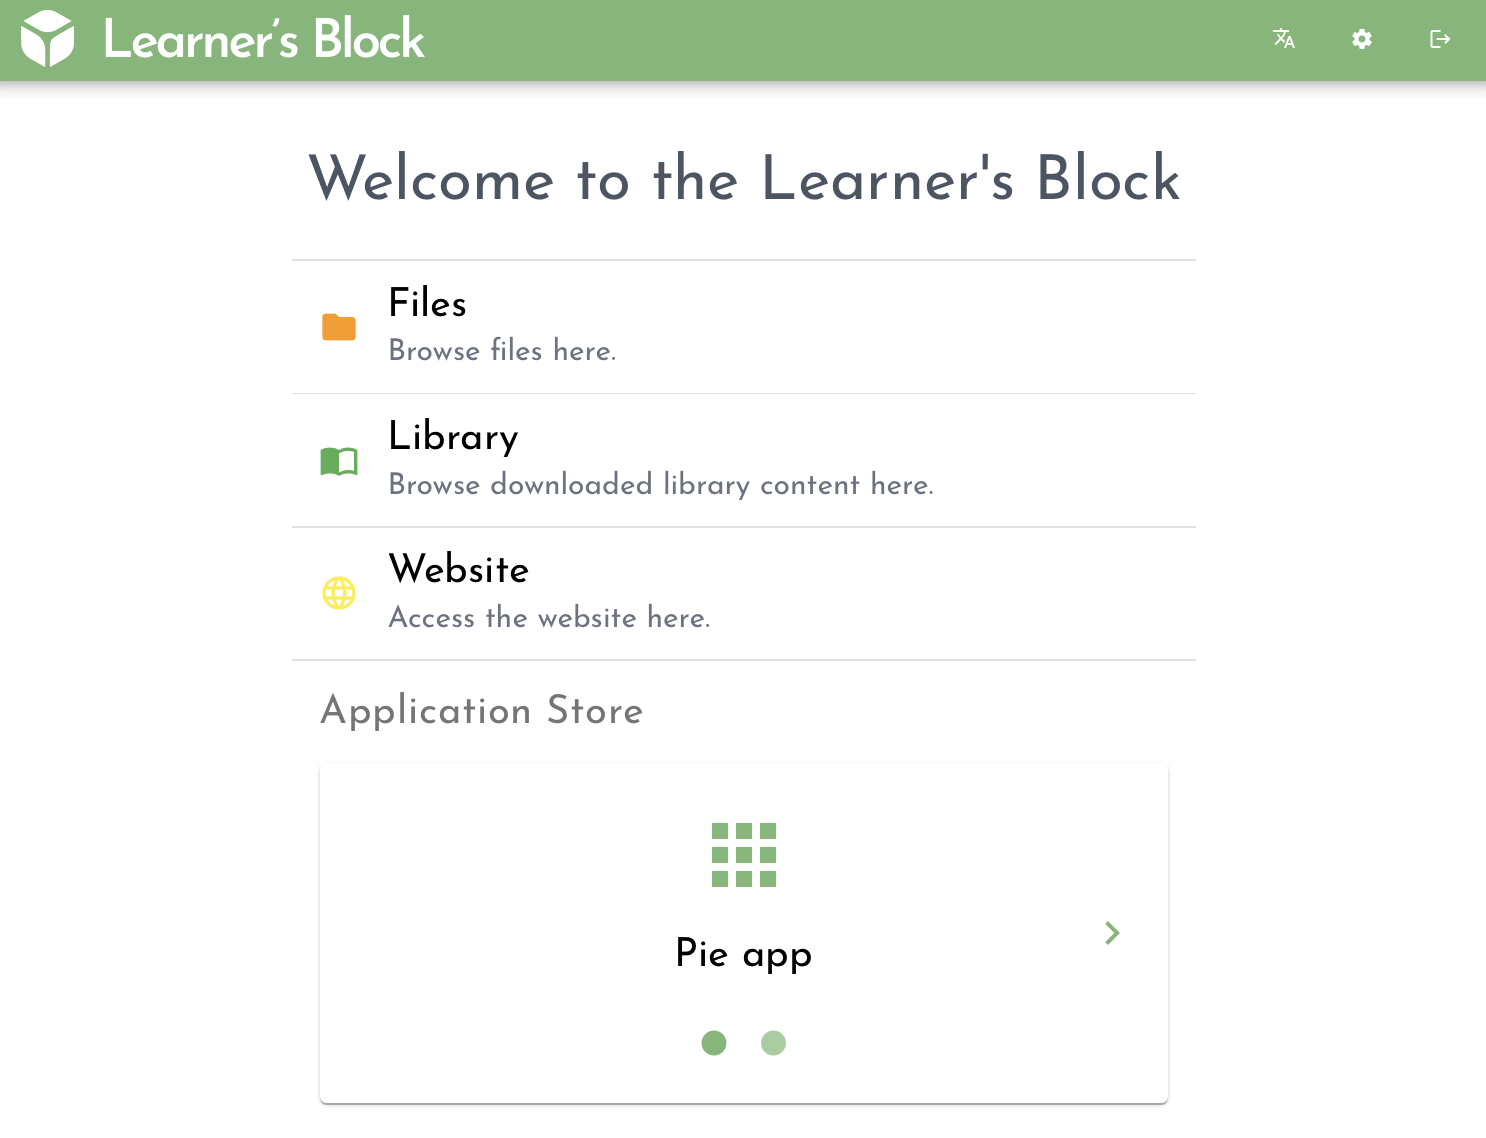 Learner’s Block
Welcome to the Learner's Block
Files
Browse files here.
Library
Browse downloaded library content here.
Website
Access the website here.
Application Store
Pie app